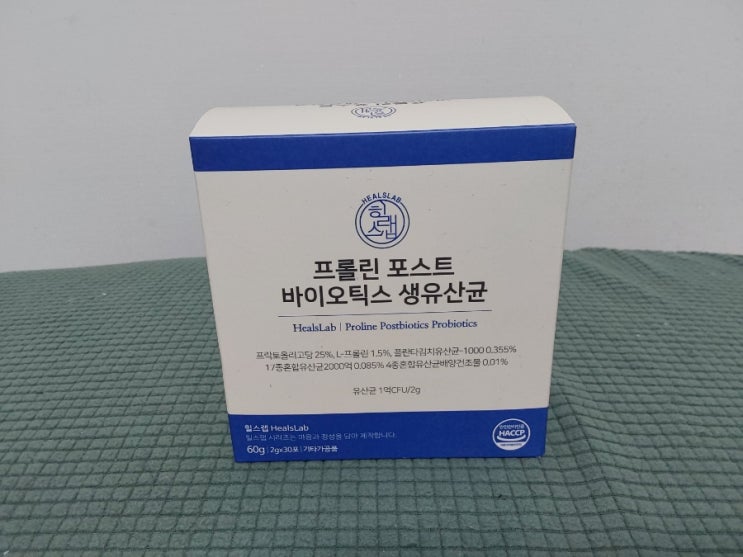 HEALSLAB
힐스랩
프롤린 포스트
바이오틱스 생유산균
HealsLab | Proline Postbiotics Probiotics
프락토올리고당 25%, L-프롤린 1.5%, 플란타김치유산균-1000 0.355%
17종혼합유산균2000억 0.085% 4종혼합유산균배양건조물 0.01%
유산균 1억CFU/2g
힐스랩 HealsLab
힐스랩 시리즈는 마음과 정성을 담아 제작합니다.
60g | 2g×30포 | 기타가공품
HACCP